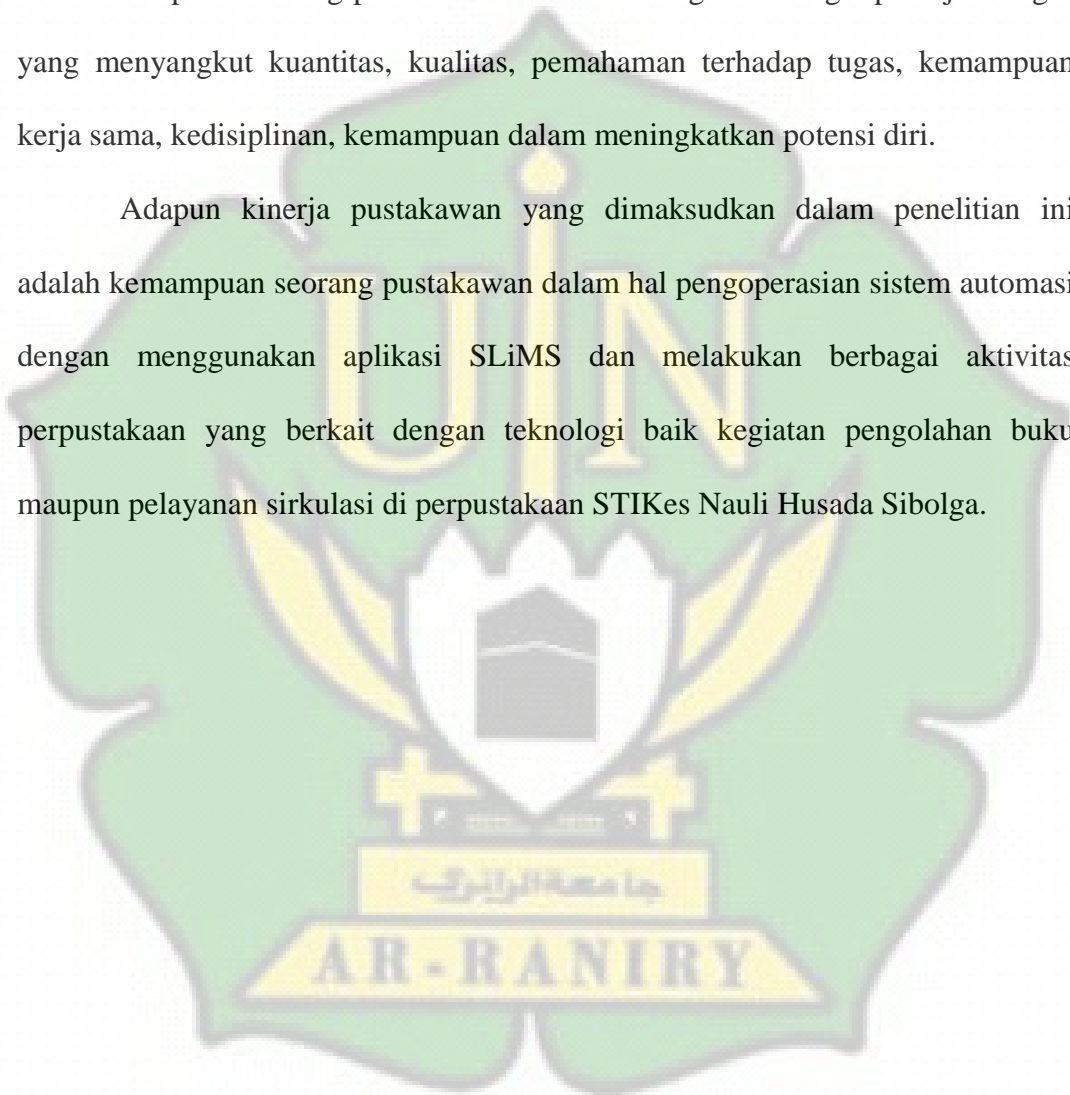 yang menyangkut kuantitas, kualitas, pemahaman terhadap tugas, kemampuan
kerja sama, kedisiplinan, kemampuan dalam meningkatkan potensi diri.
Adapun kinerja pustakawan yang dimaksudkan dalam penelitian ini
adalah kemampuan seorang pustakawan dalam hal pengoperasian sistem automasi
dengan menggunakan aplikasi SLiMS dan melakukan berbagai aktivitas
perpustakaan yang berkait dengan teknologi baik kegiatan pengolahan buku
maupun pelayanan sirkulasi di perpustakaan STIKes Nauli Husada Sibolga.
UIN
جامعة الرانري
AR-RANIRY